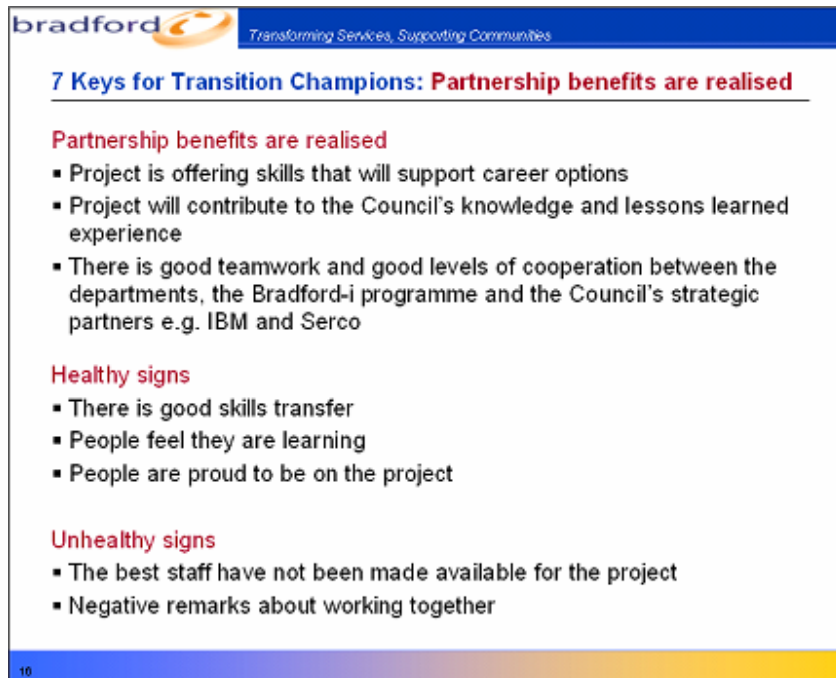 bradford
Transforming Services, Supporting Communities
7 Keys for Transition Champions: Partnership benefits are realised
Partnership benefits are realised
▪ Project is offering skills that will support career options
▪ Project will contribute to the Council's knowledge and lessons learned
experience
▪ There is good teamwork and good levels of cooperation between the
departments, the Bradford-i programme and the Council's strategic
partners e.g. IBM and Serco
Healthy signs
▪ There is good skills transfer
▪ People feel they are learning
▪ People are proud to be on the project
Unhealthy signs
▪ The best staff have not been made available for the project
▪ Negative remarks about working together
16